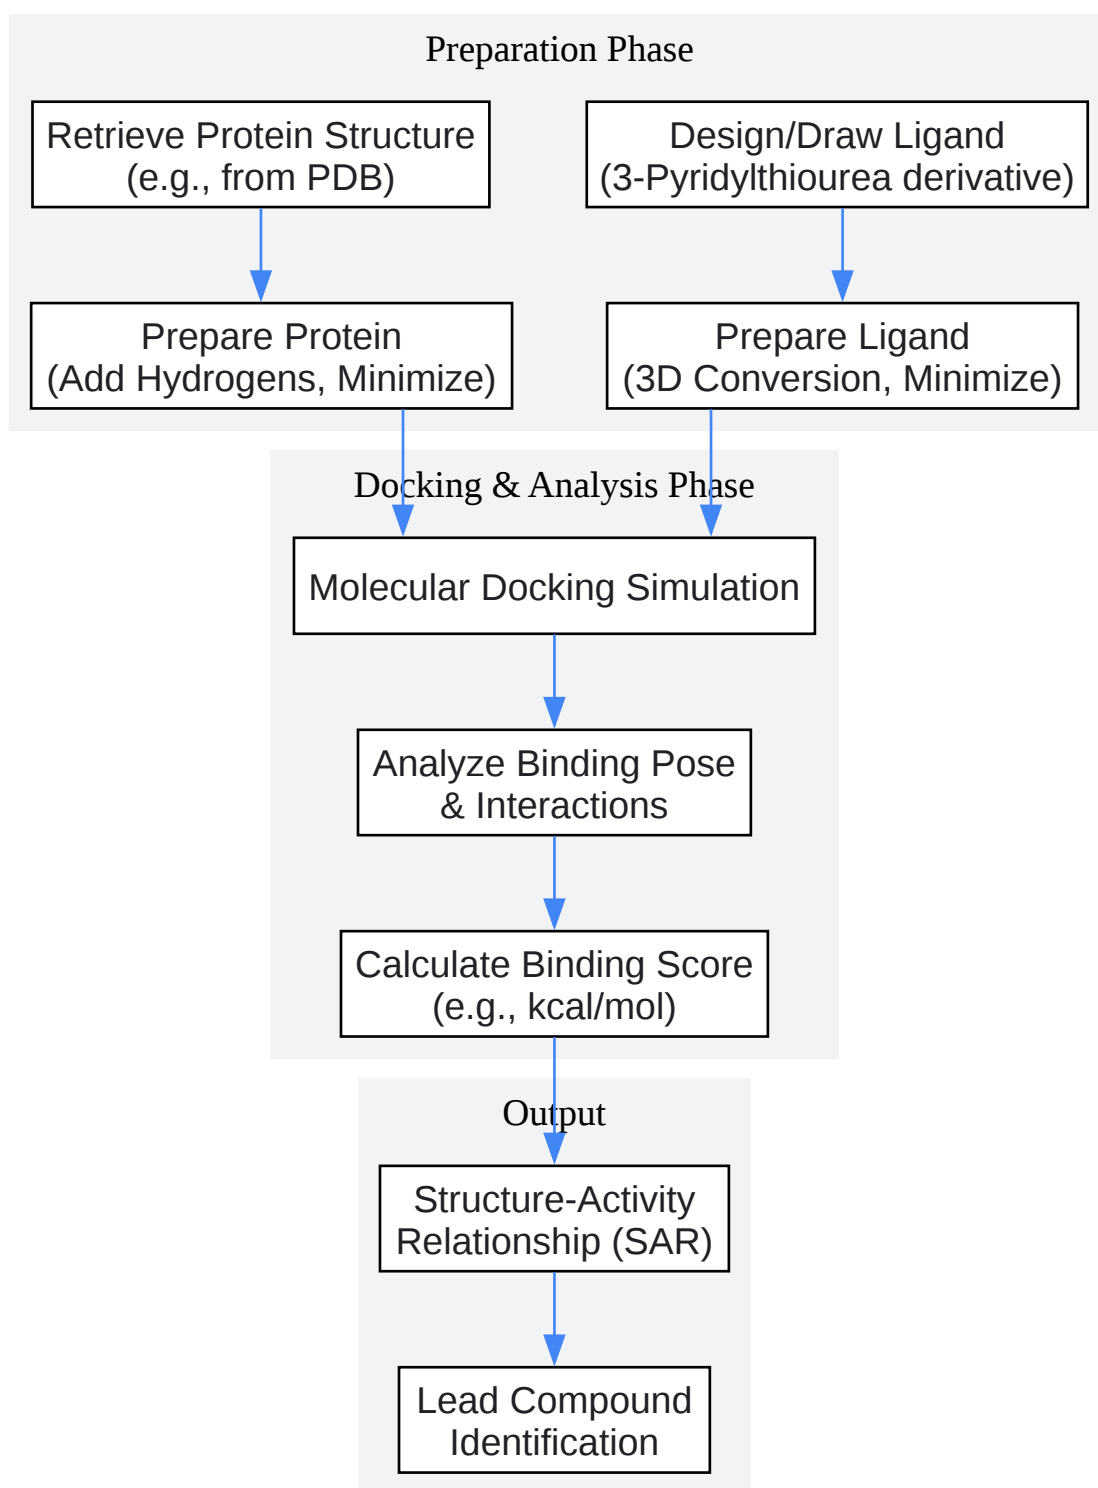 Preparation Phase
Retrieve Protein Structure
(e.g., from PDB)
Design/Draw Ligand
(3-Pyridylthiourea derivative)
Prepare Protein
(Add Hydrogens, Minimize)
Prepare Ligand
(3D Conversion, Minimize)
Docking & Analysis Phase
Molecular Docking Simulation
Analyze Binding Pose
& Interactions
Calculate Binding Score
(e.g., kcal/mol)
Output
Structure-Activity
Relationship (SAR)
Lead Compound
Identification